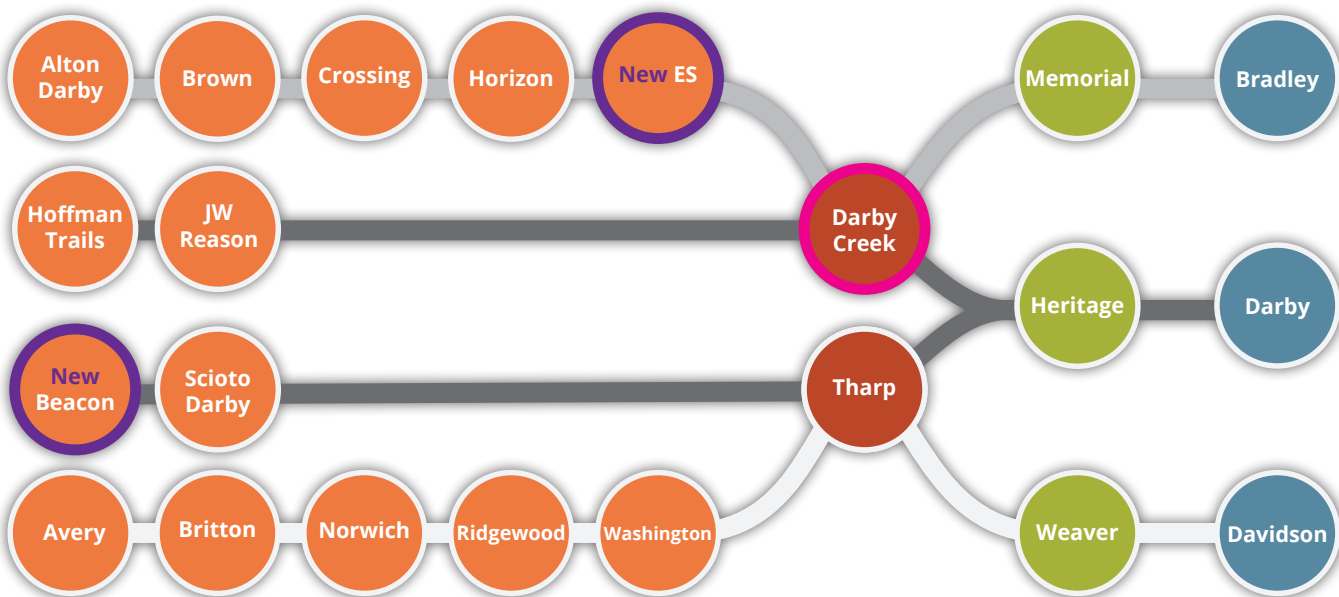 Alton
Darby
Brown
Crossing
Horizon
New ES
Memorial
Bradley
Hoffman
Trails
JW
Reason
Darby
Creek
Heritage
Darby
New
Beacon
Scioto
Darby
Tharp
Avery
Britton
Norwich
Ridgewood
Washington
Weaver
Davidson